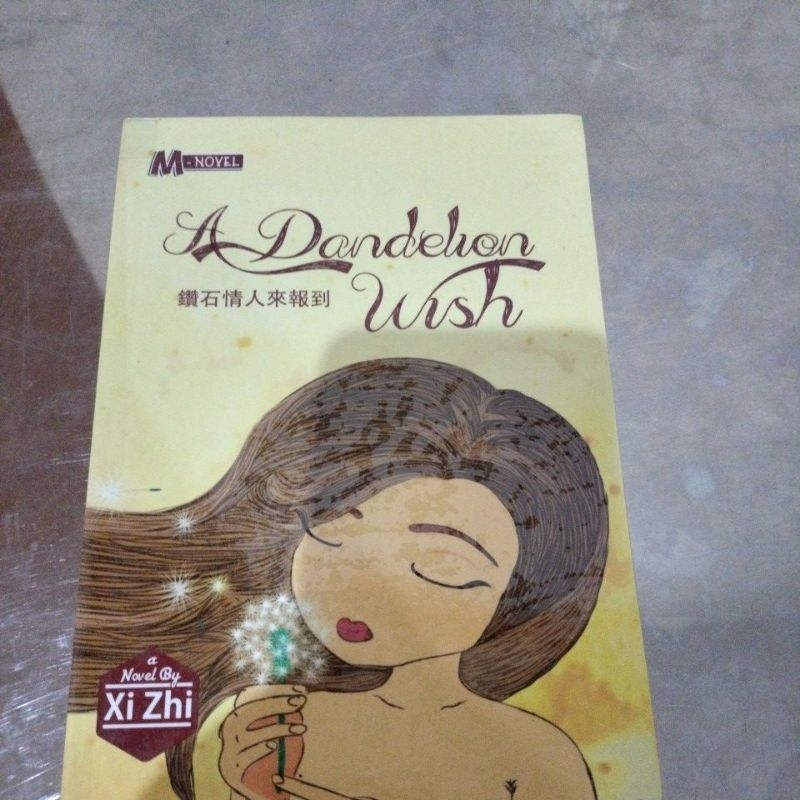 M-NOVEL
A Dandelion
鑽石情人來報到
Wish
a
Novel By
Xi Zhi